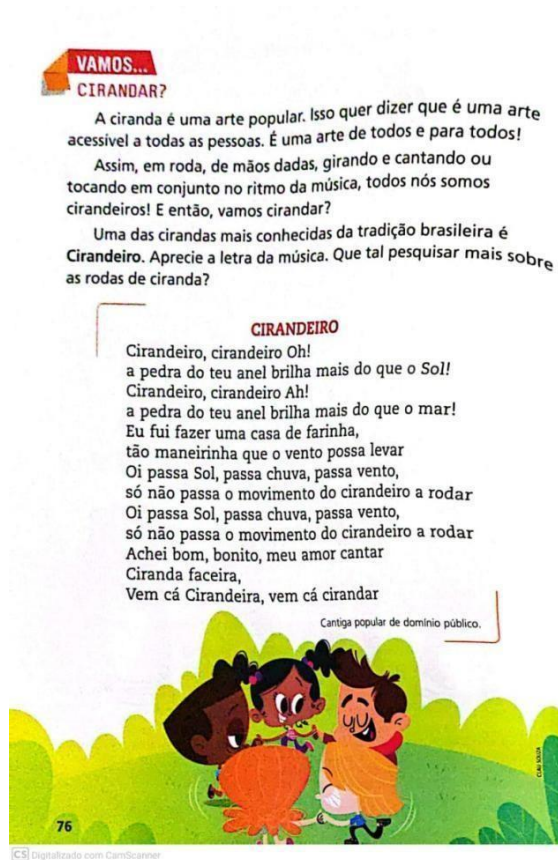 VAMOS...
CIRANDAR?
A ciranda é uma arte popular. Isso quer dizer que é uma arte
acessível a todas as pessoas. É uma arte de todos e para todos!
Assim, em roda, de mãos dadas, girando e cantando ou
tocando em conjunto no ritmo da música, todos nós somos
cirandeiros! E então, vamos cirandar?
Uma das cirandas mais conhecidas da tradição brasileira é
Cirandeiro. Aprecie a letra da música. Que tal pesquisar mais sobre
as rodas de ciranda?
CIRANDEIRO
Cirandeiro, cirandeiro Oh!
a pedra do teu anel brilha mais do que o Sol!
Cirandeiro, cirandeiro Ah!
a pedra do teu anel brilha mais do que o mar!
Eu fui fazer uma casa de farinha,
tão maneirinha que o vento possa levar
Oi passa Sol, passa chuva, passa vento,
só não passa o movimento do cirandeiro a rodar
Oi passa Sol, passa chuva, passa vento,
só não passa o movimento do cirandeiro a rodar
Achei bom, bonito, meu amor cantar
Ciranda faceira,
Vem cá Cirandeira, vem cá cirandar
Cantiga popular de domínio público.
CLAU SOUZA
76
CS Digitalizado com CamScanner